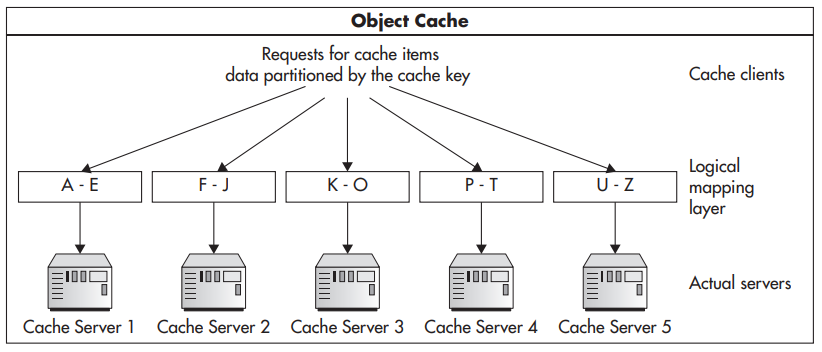 Object Cache
Requests for cache items
data partitioned by the cache key
Cache clients
A - E
F - J
K - O
P - T
U - Z
Logical
mapping
layer
Actual servers
Cache Server 1
Cache Server 2
Cache Server 3
Cache Server 4
Cache Server 5